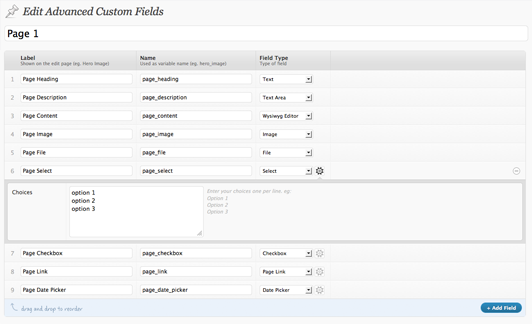 Edit Advanced Custom Fields
Page 1
Label Name Field Type
Shown on the edit page (eg. Hero Image) Used as variable name (eg. hero_image) Type of field
1 Page Heading page_heading Text
2 Page Description page_description Text Area
3 Page Content page_content Wysiwyg Editor
4 Page Image page_image Image
5 Page File page_file File
6 Page Select page_select Select
Choices
option 1
option 2
option 3
Enter your choices one per line, eg:
Option 1
Option 2
Option 3
7 Page Checkbox page_checkbox Checkbox
8 Page Link page_link Page Link
9 Page Date Picker page_date_picker Date Picker
drag and drop to reorder
+ Add Field